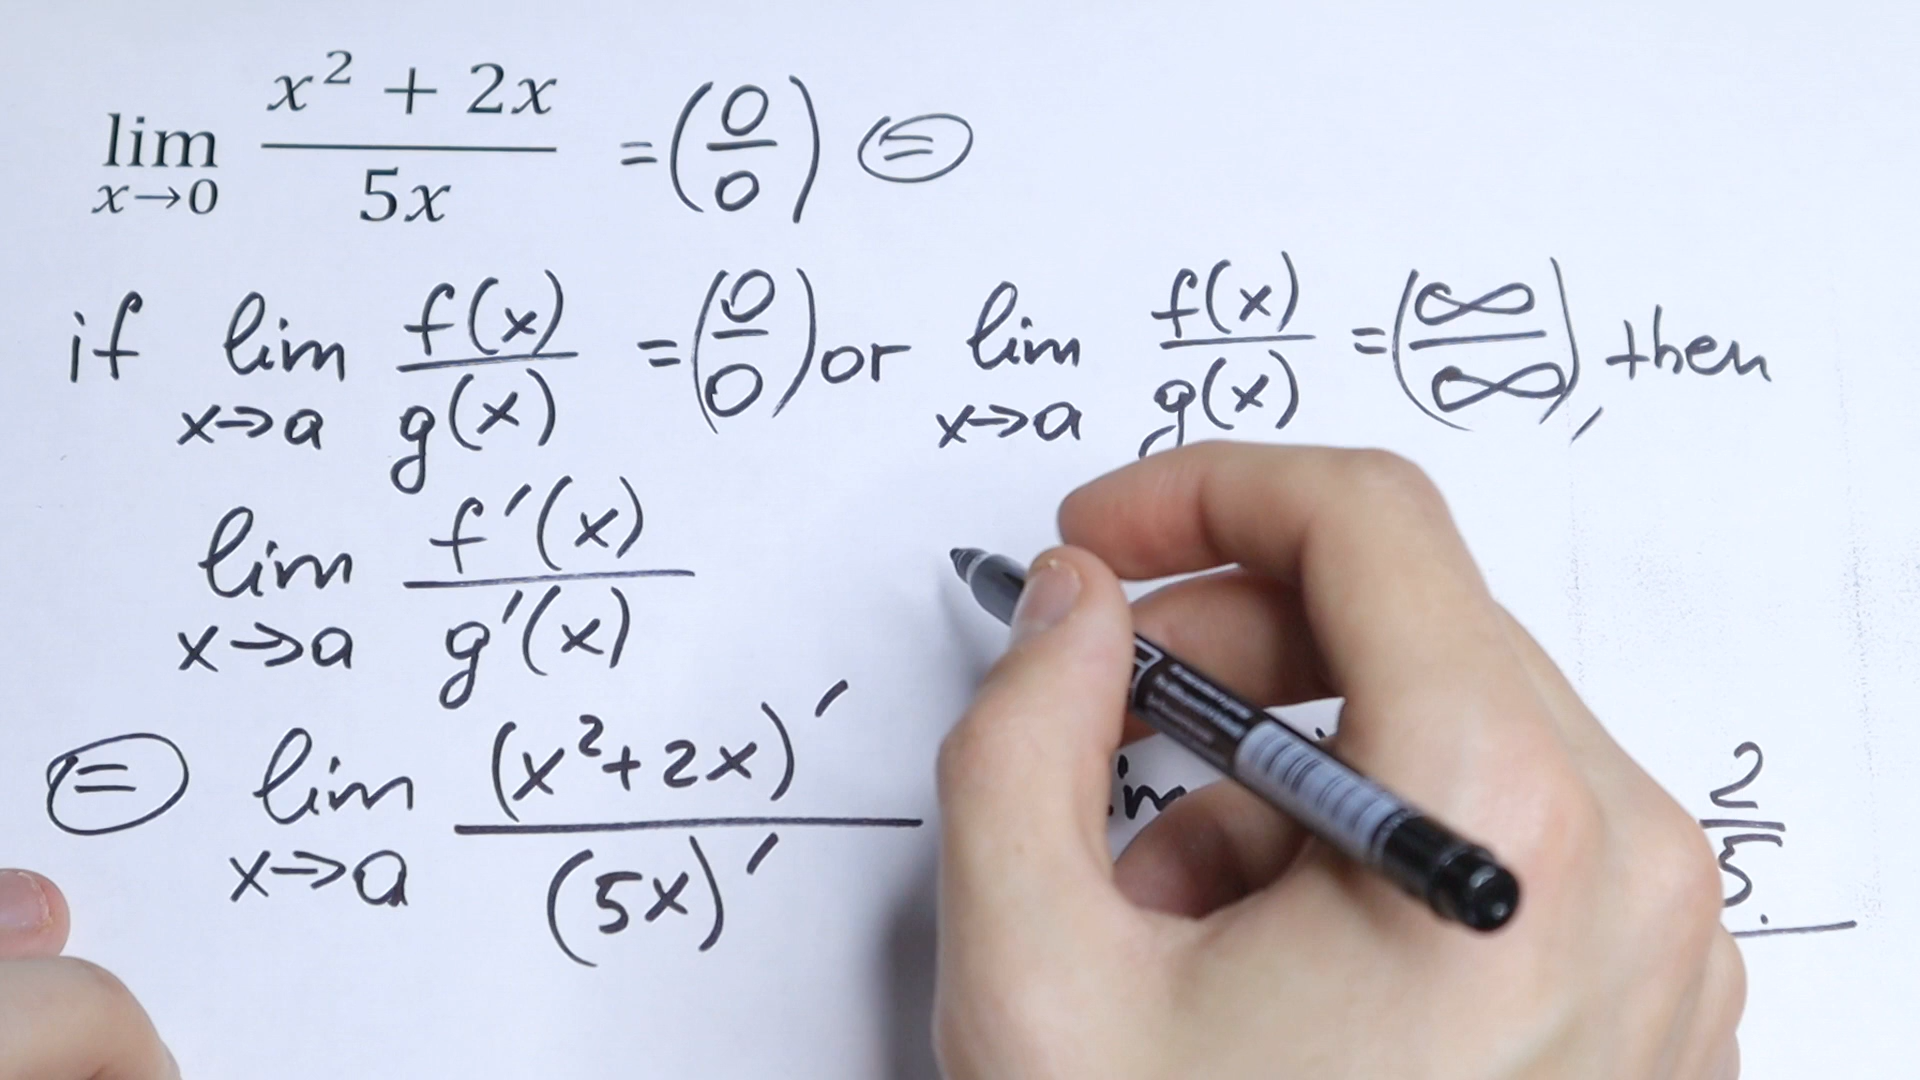 lim x→0 (x² + 2x)/(5x) = (0/0) ⊜
if lim x→a f(x)/g(x) = (0/0) or lim x→a f(x)/g(x) = (∞/∞), then
lim x→a f′(x)/g′(x)
⊜ lim x→a (x²+2x)′/(5x)′ 2/5.